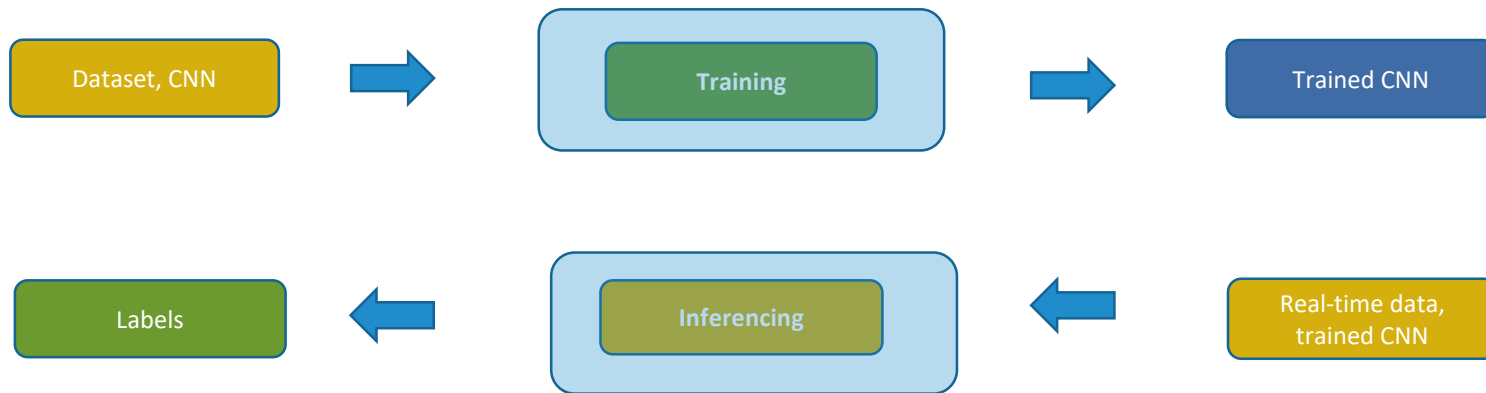 Dataset, CNN
Training
Trained CNN
Labels
Inferencing
Real-time data,
trained CNN